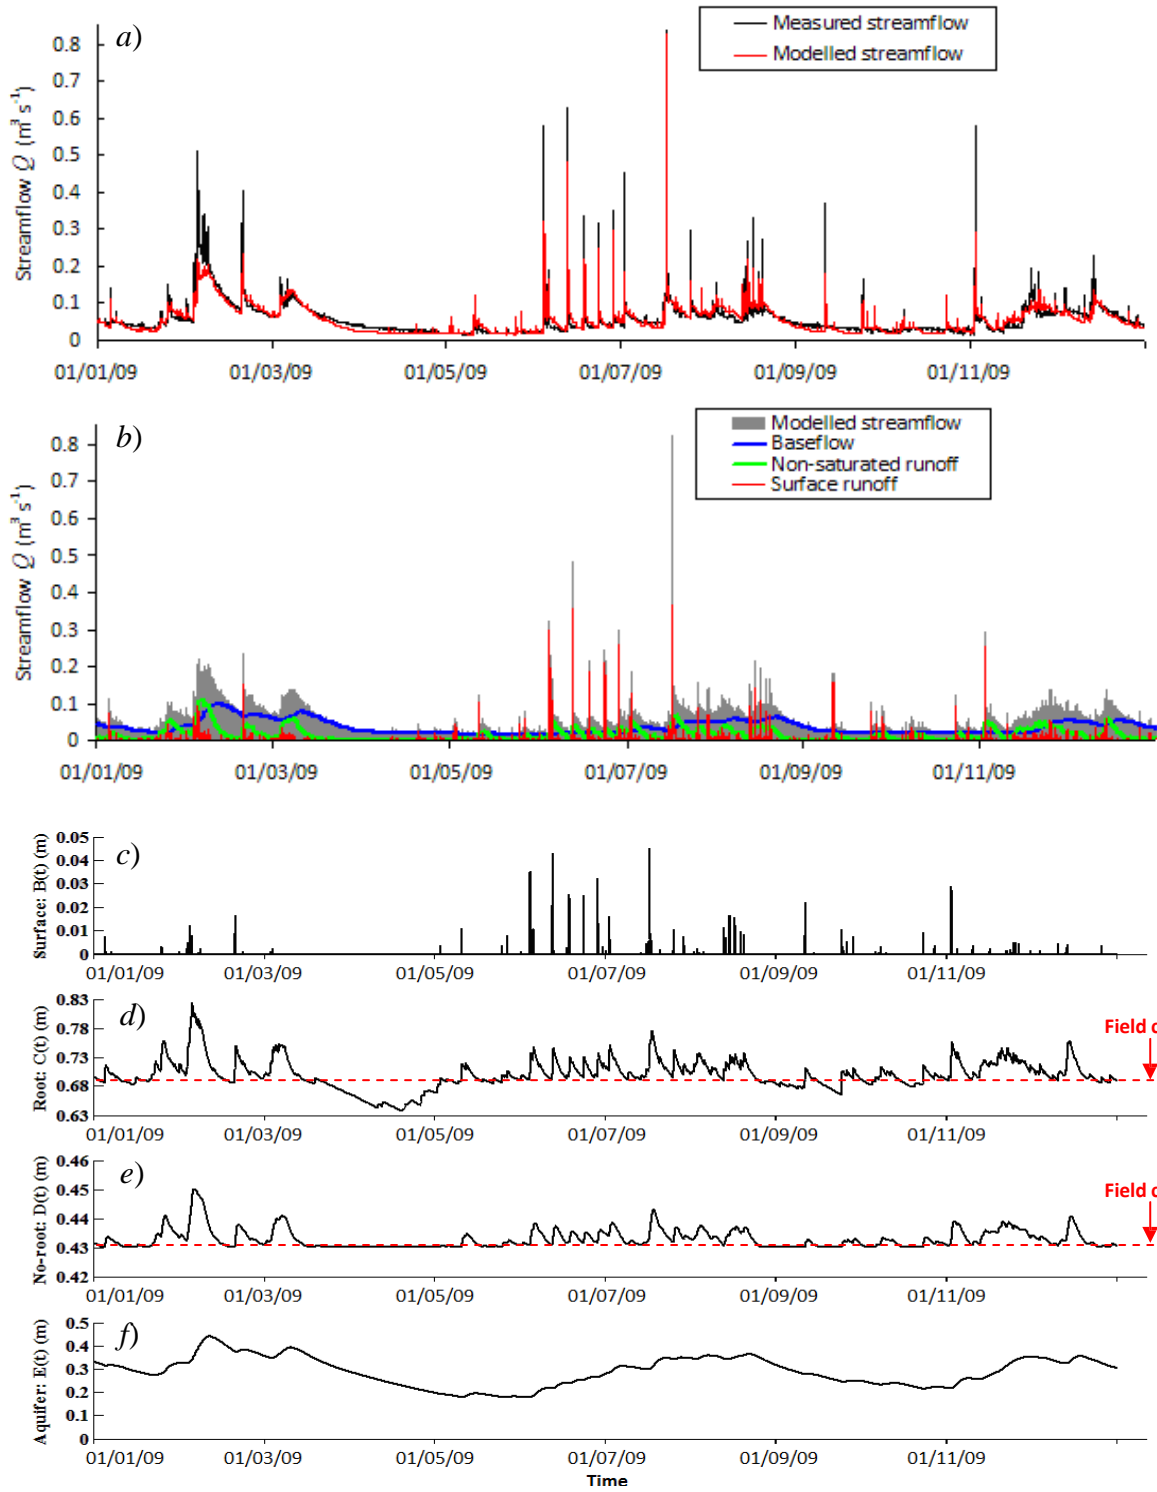 a)
Measured streamflow
Modelled streamflow
Streamflow Q (m³ s⁻¹)
0.8
0.7
0.6
0.5
0.4
0.3
0.2
0.1
0
01/01/09 01/03/09 01/05/09 01/07/09 01/09/09 01/11/09
b)
Modelled streamflow
Baseflow
Non-saturated runoff
Surface runoff
Streamflow Q (m³ s⁻¹)
0.8
0.7
0.6
0.5
0.4
0.3
0.2
0.1
0
01/01/09 01/03/09 01/05/09 01/07/09 01/09/09 01/11/09
c)
Surface: B(t) (m)
0.05
0.04
0.03
0.02
0.01
0
01/01/09 01/03/09 01/05/09 01/07/09 01/09/09 01/11/09
d)
Root: C(t) (m)
0.83
0.78
0.73
0.68
0.63
Field c
01/01/09 01/03/09 01/05/09 01/07/09 01/09/09 01/11/09
e)
No-root: D(t) (m)
0.46
0.45
0.44
0.43
0.42
Field c
01/01/09 01/03/09 01/05/09 01/07/09 01/09/09 01/11/09
f)
Aquifer: E(t) (m)
0.5
0.4
0.3
0.2
0.1
0
01/01/09 01/03/09 01/05/09 01/07/09 01/09/09 01/11/09
Time